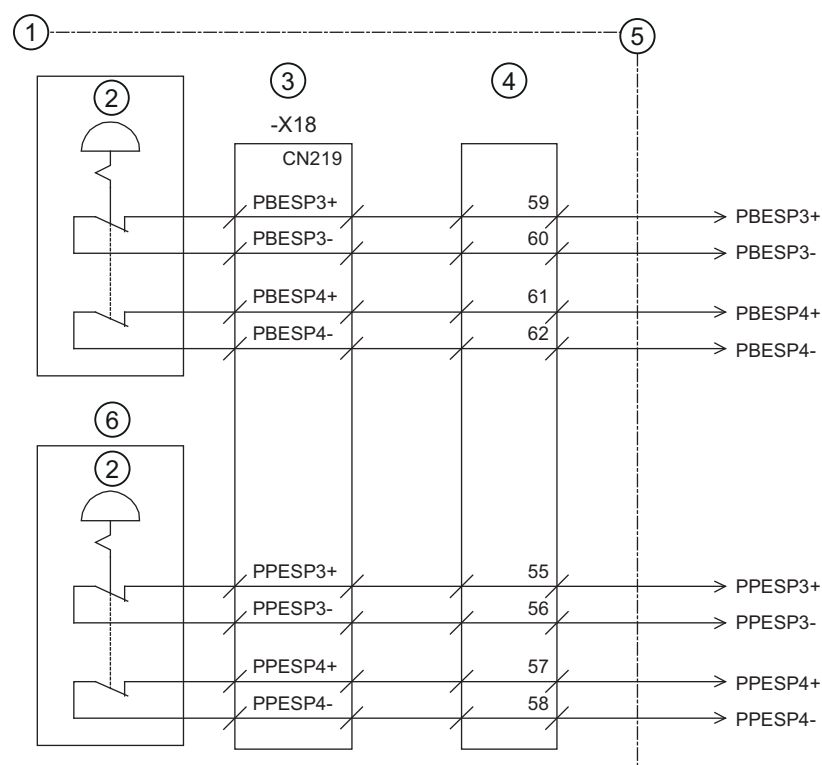 1
5
2
3
4
-X18
CN219
PBESP3+ 59 PBESP3+
PBESP3- 60 PBESP3-
PBESP4+ 61 PBESP4+
PBESP4- 62 PBESP4-
6
2
PPESP3+ 55 PPESP3+
PPESP3- 56 PPESP3-
PPESP4+ 57 PPESP4+
PPESP4- 58 PPESP4-